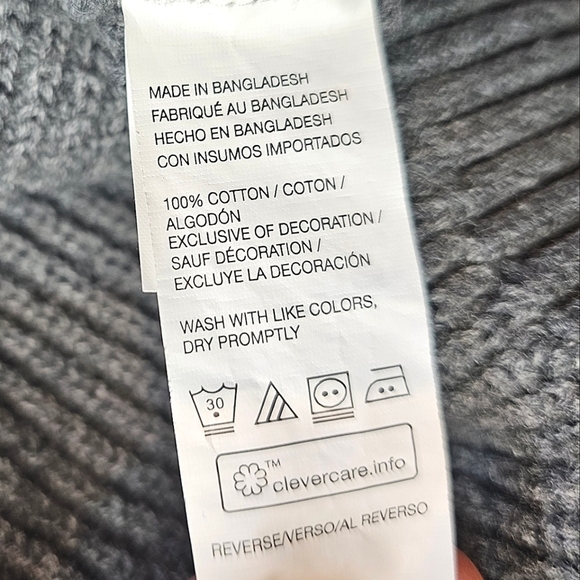 MADE IN BANGLADESH
FABRIQUÉ AU BANGLADESH
HECHO EN BANGLADESH
CON INSUMOS IMPORTADOS
100% COTTON / COTON /
ALGODÓN
EXCLUSIVE OF DECORATION /
SAUF DÉCORATION /
EXCLUYE LA DECORACIÓN
WASH WITH LIKE COLORS,
DRY PROMPTLY
30
TM clevercare.info
REVERSE/VERSO/AL REVERSO